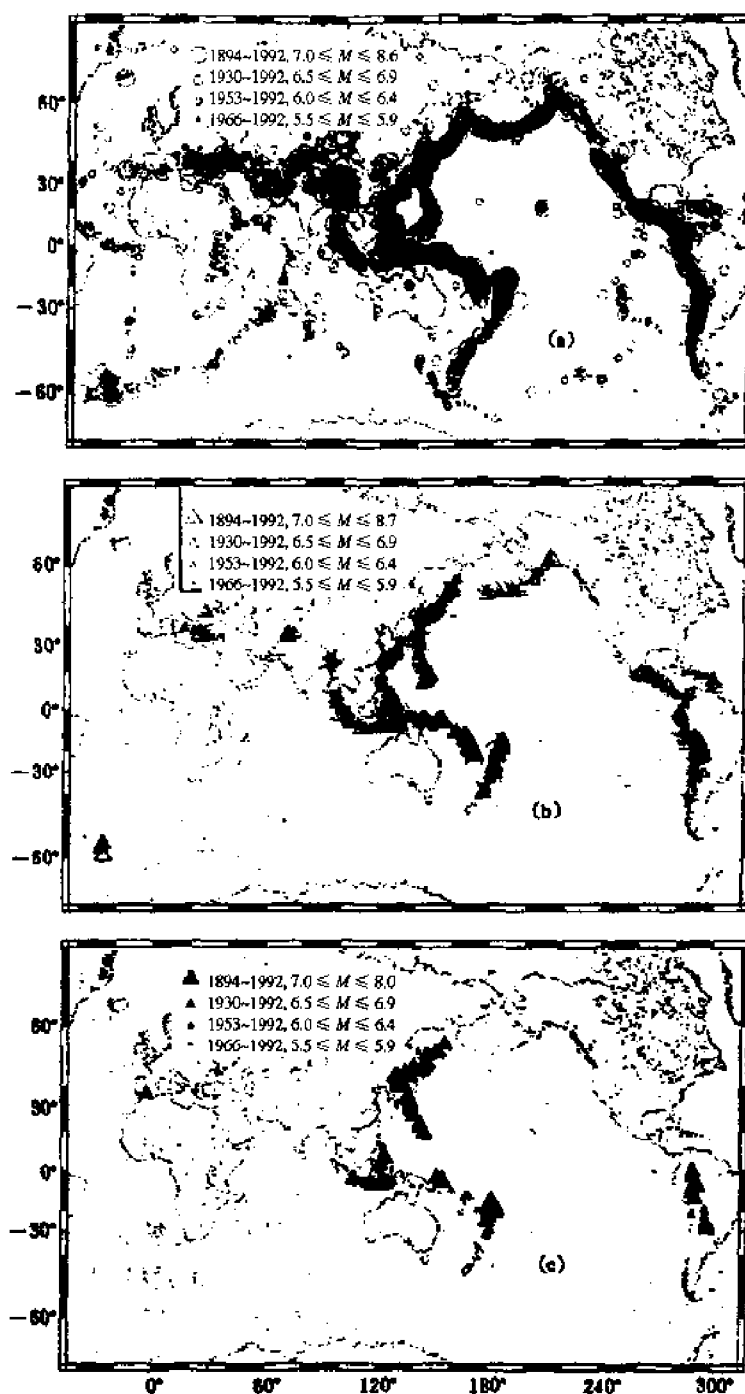 1894~1992, 7.0 ≤ M ≤ 8.6
1930~1992, 6.5 ≤ M ≤ 6.9
1953~1992, 6.0 ≤ M ≤ 6.4
1966~1992, 5.5 ≤ M ≤ 5.9
60°
30°
0°
−30°
−60°
(a)
1894~1992, 7.0 ≤ M ≤ 8.7
1930~1992, 6.5 ≤ M ≤ 6.9
1953~1992, 6.0 ≤ M ≤ 6.4
1966~1992, 5.5 ≤ M ≤ 5.9
60°
30°
0°
−30°
−60°
(b)
1894~1992, 7.0 ≤ M ≤ 8.0
1930~1992, 6.5 ≤ M ≤ 6.9
1953~1992, 6.0 ≤ M ≤ 6.4
1966~1992, 5.5 ≤ M ≤ 5.9
60°
30°
0°
−30°
−60°
(c)
0° 60° 120° 180° 240° 300°